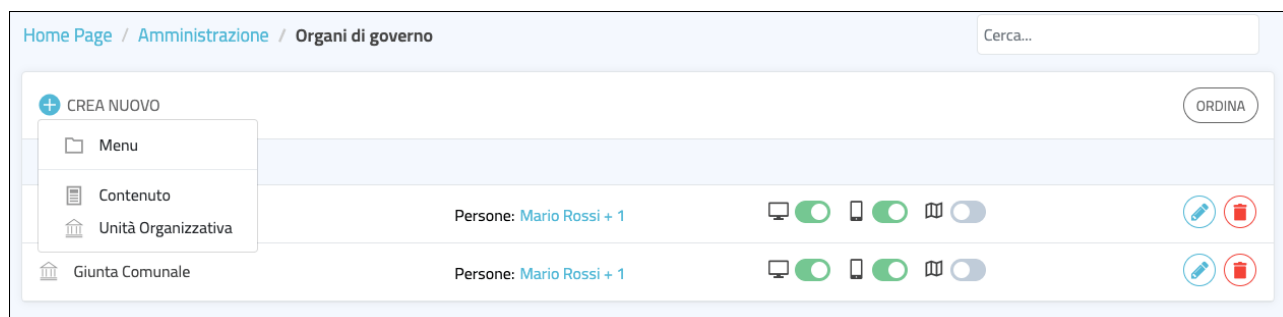 Home Page / Amministrazione / Organi di governo
Cerca...
CREA NUOVO
ORDINA
Menu
Contenuto
Unità Organizzativa
Persone: Mario Rossi + 1
Giunta Comunale
Persone: Mario Rossi + 1